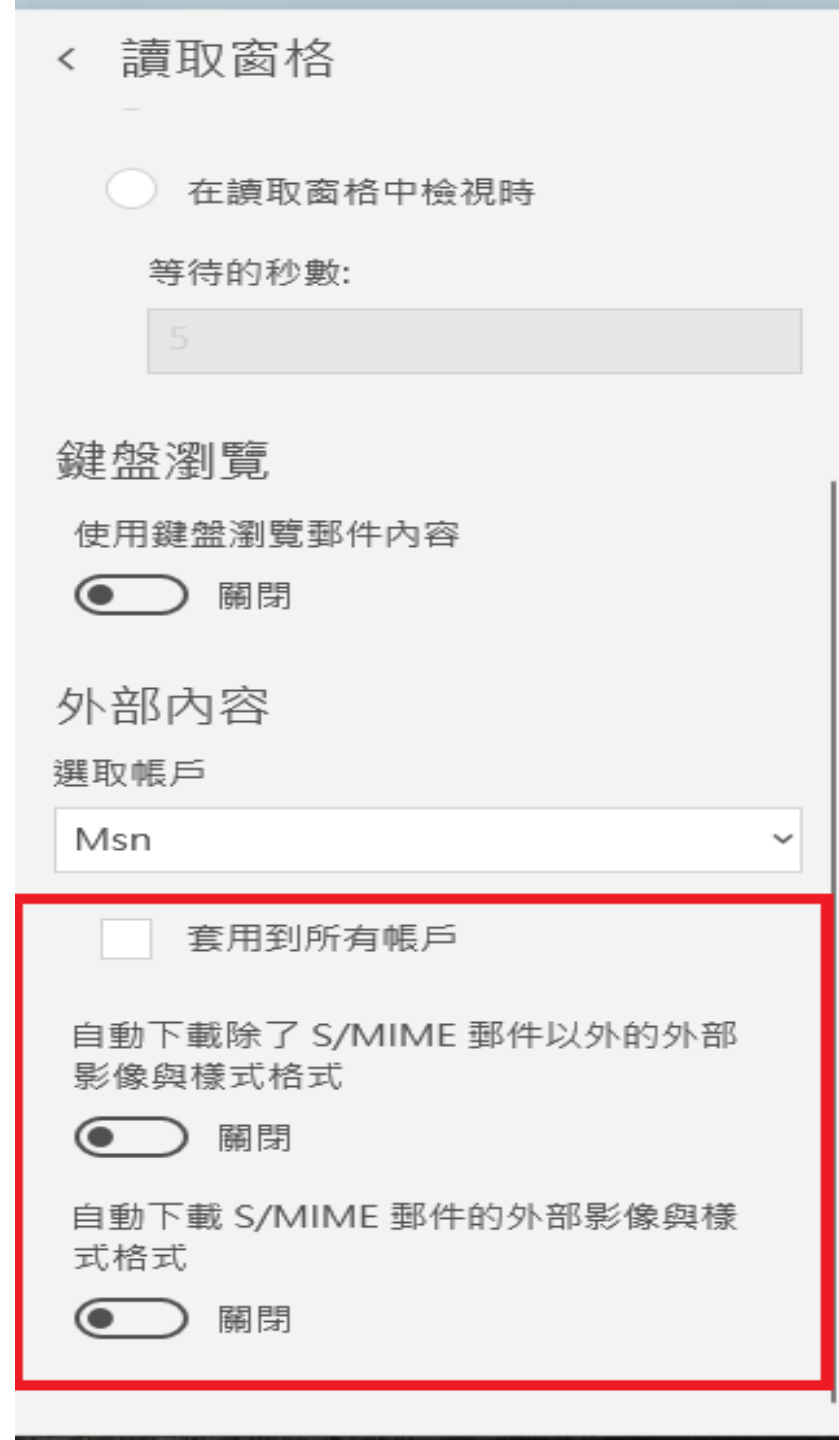 讀取窗格
在讀取窗格中檢視時
等待的秒數:
5
鍵盤瀏覽
使用鍵盤瀏覽郵件內容
關閉
外部內容
選取帳戶
Msn
套用到所有帳戶
自動下載除了 S/MIME 郵件以外的外部
影像與樣式格式
關閉
自動下載 S/MIME 郵件的外部影像與樣
式格式
關閉